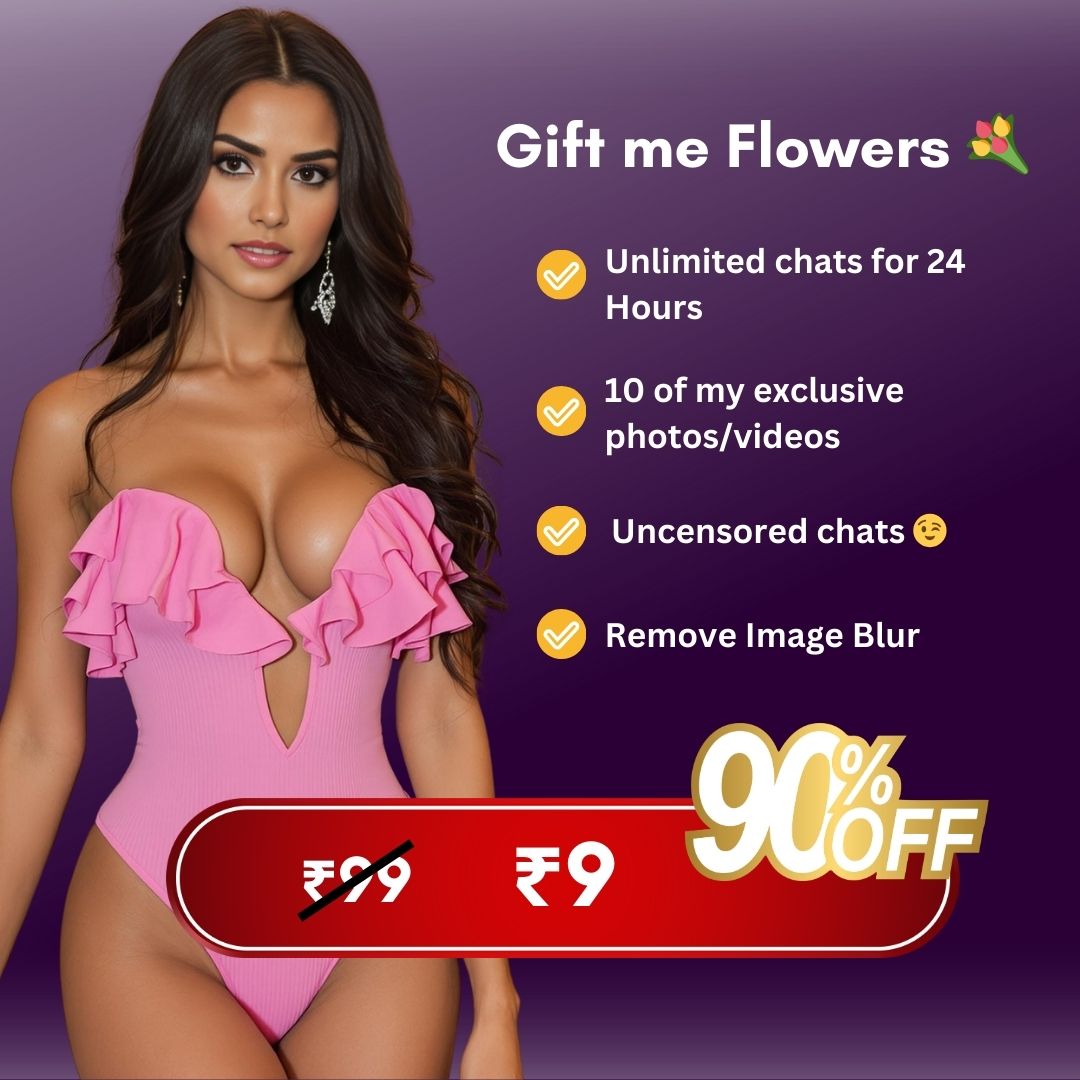 Gift me Flowers 💐
Unlimited chats for 24
Hours
10 of my exclusive
photos/videos
Uncensored chats 😉
Remove Image Blur
90% OFF
₹99 ₹9